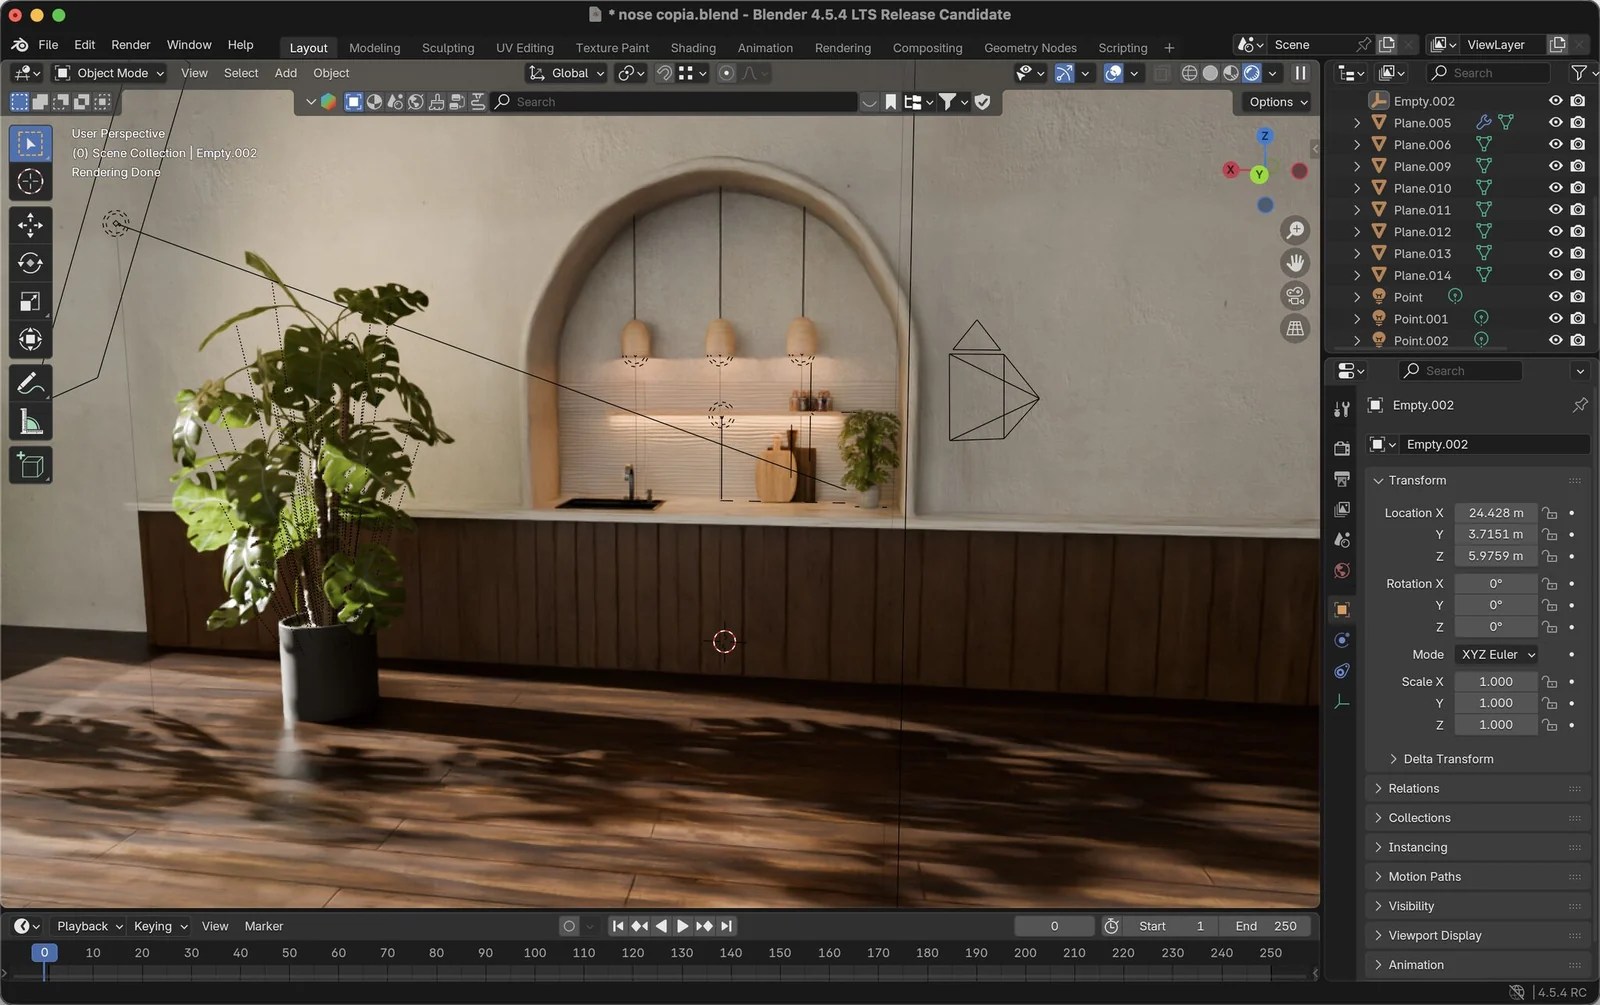 * nose copia.blend - Blender 4.5.4 LTS Release Candidate
File Edit Render Window Help Layout Modeling Sculpting UV Editing Texture Paint Shading Animation Rendering Compositing Geometry Nodes Scripting + Scene ViewLayer
Object Mode View Select Add Object Global Search
Search Options
User Perspective
(0) Scene Collection | Empty.002
Rendering Done
Z
X
Y
Empty.002
Plane.005
Plane.006
Plane.009
Plane.010
Plane.011
Plane.012
Plane.013
Plane.014
Point
Point.001
Point.002
Search
Empty.002
Empty.002
Transform
Location X 24.428 m
Y 3.7151 m
Z 5.9759 m
Rotation X 0°
Y 0°
Z 0°
Mode XYZ Euler
Scale X 1.000
Y 1.000
Z 1.000
Delta Transform
Relations
Collections
Instancing
Motion Paths
Visibility
Viewport Display
Animation
Playback Keying View Marker 0 Start 1 End 250
0 10 20 30 40 50 60 70 80 90 100 110 120 130 140 150 160 170 180 190 200 210 220 230 240 250
4.5.4 RC